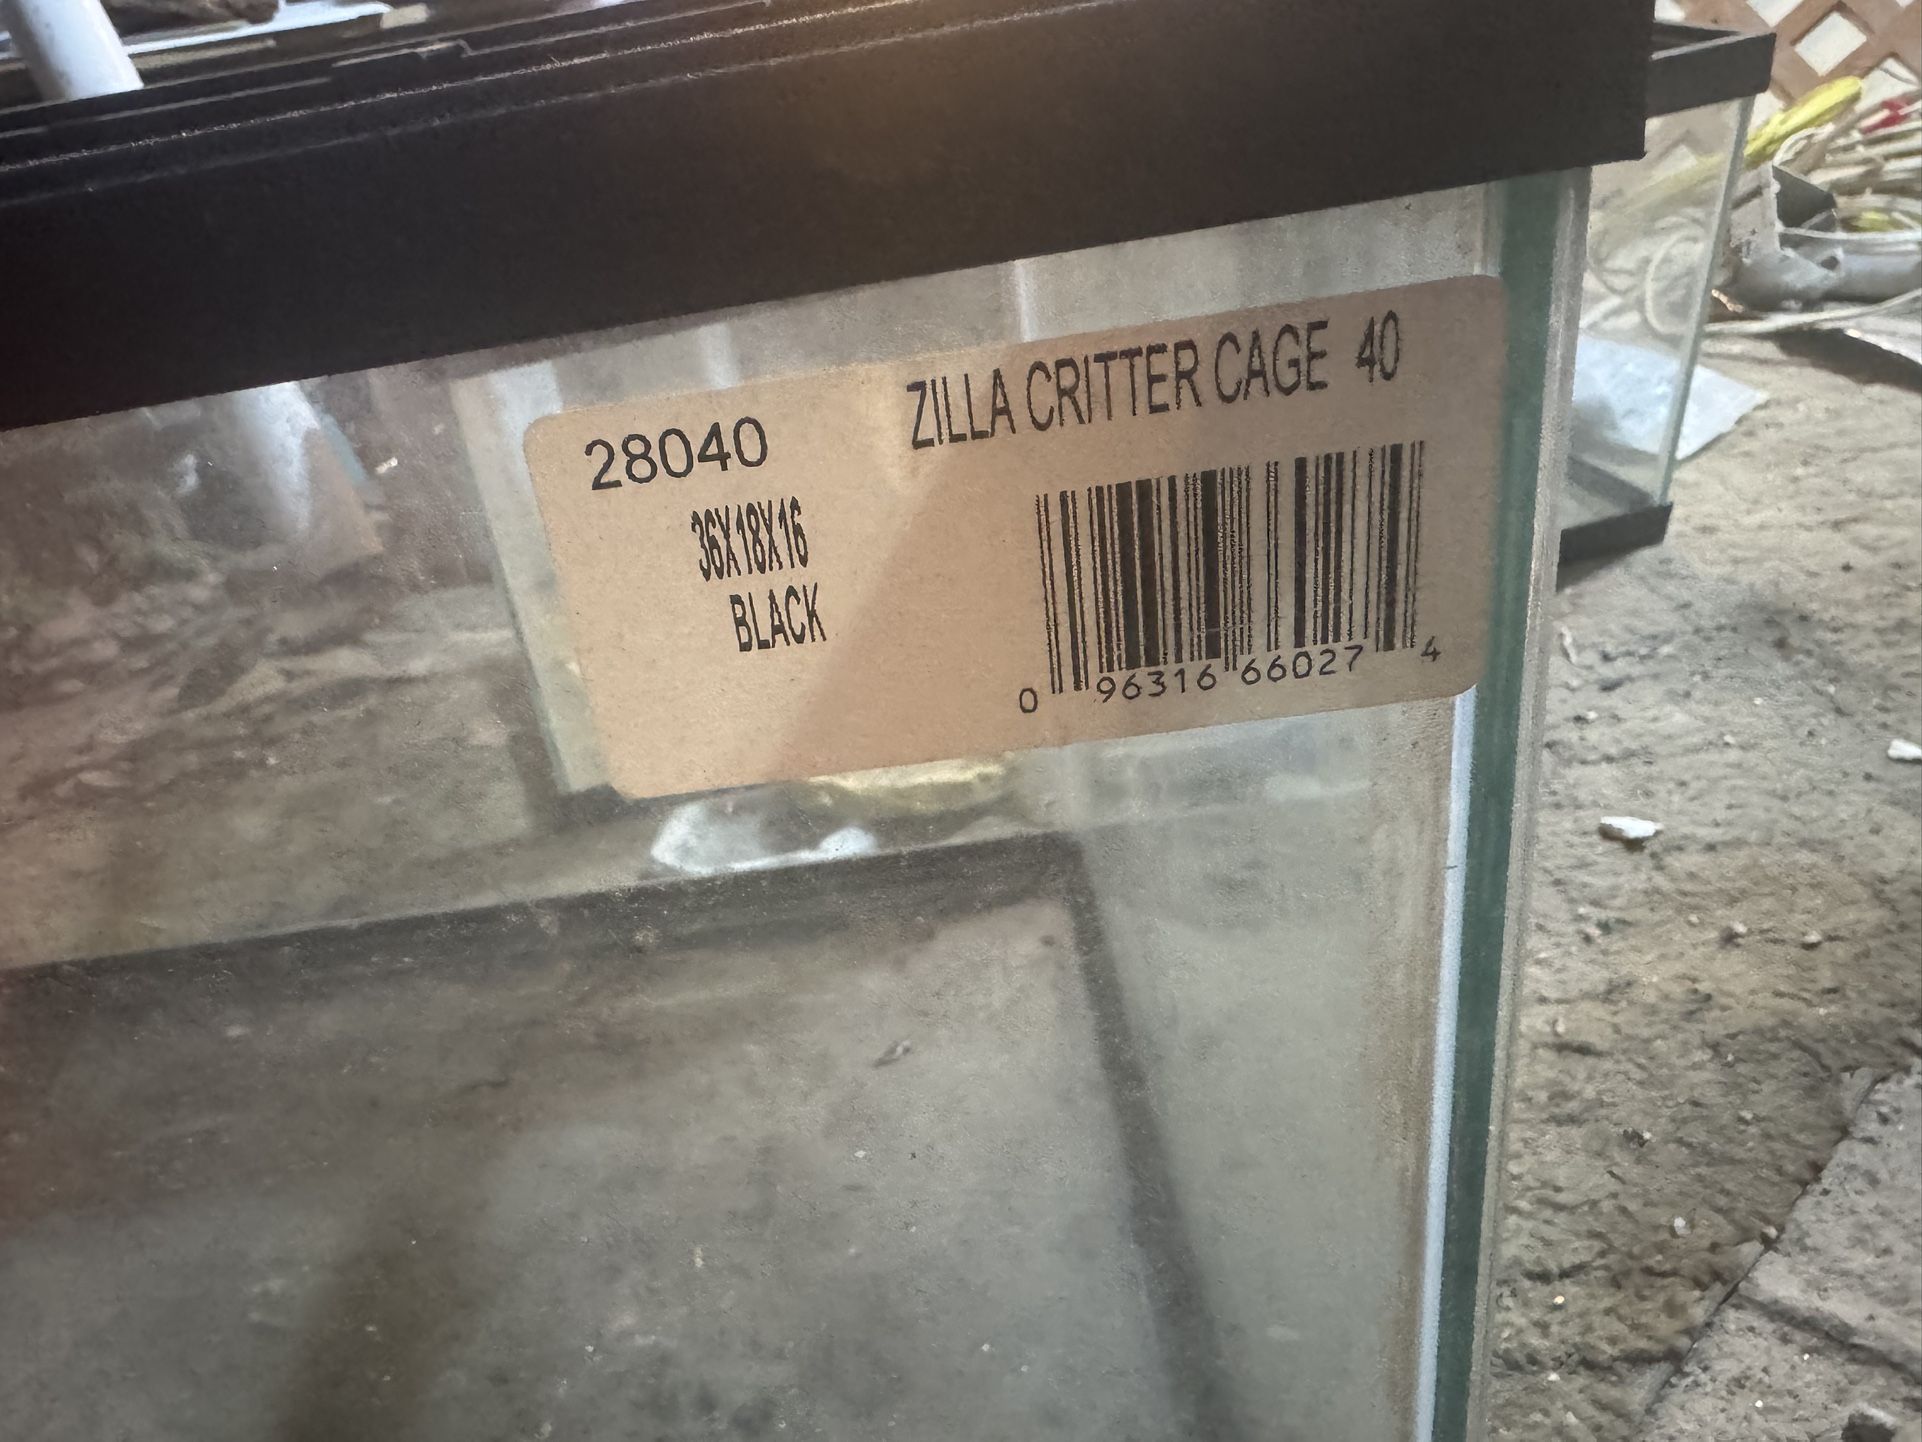 28040 ZILLA CRITTER CAGE 40
36X18X16
BLACK
0 96316 66027 4